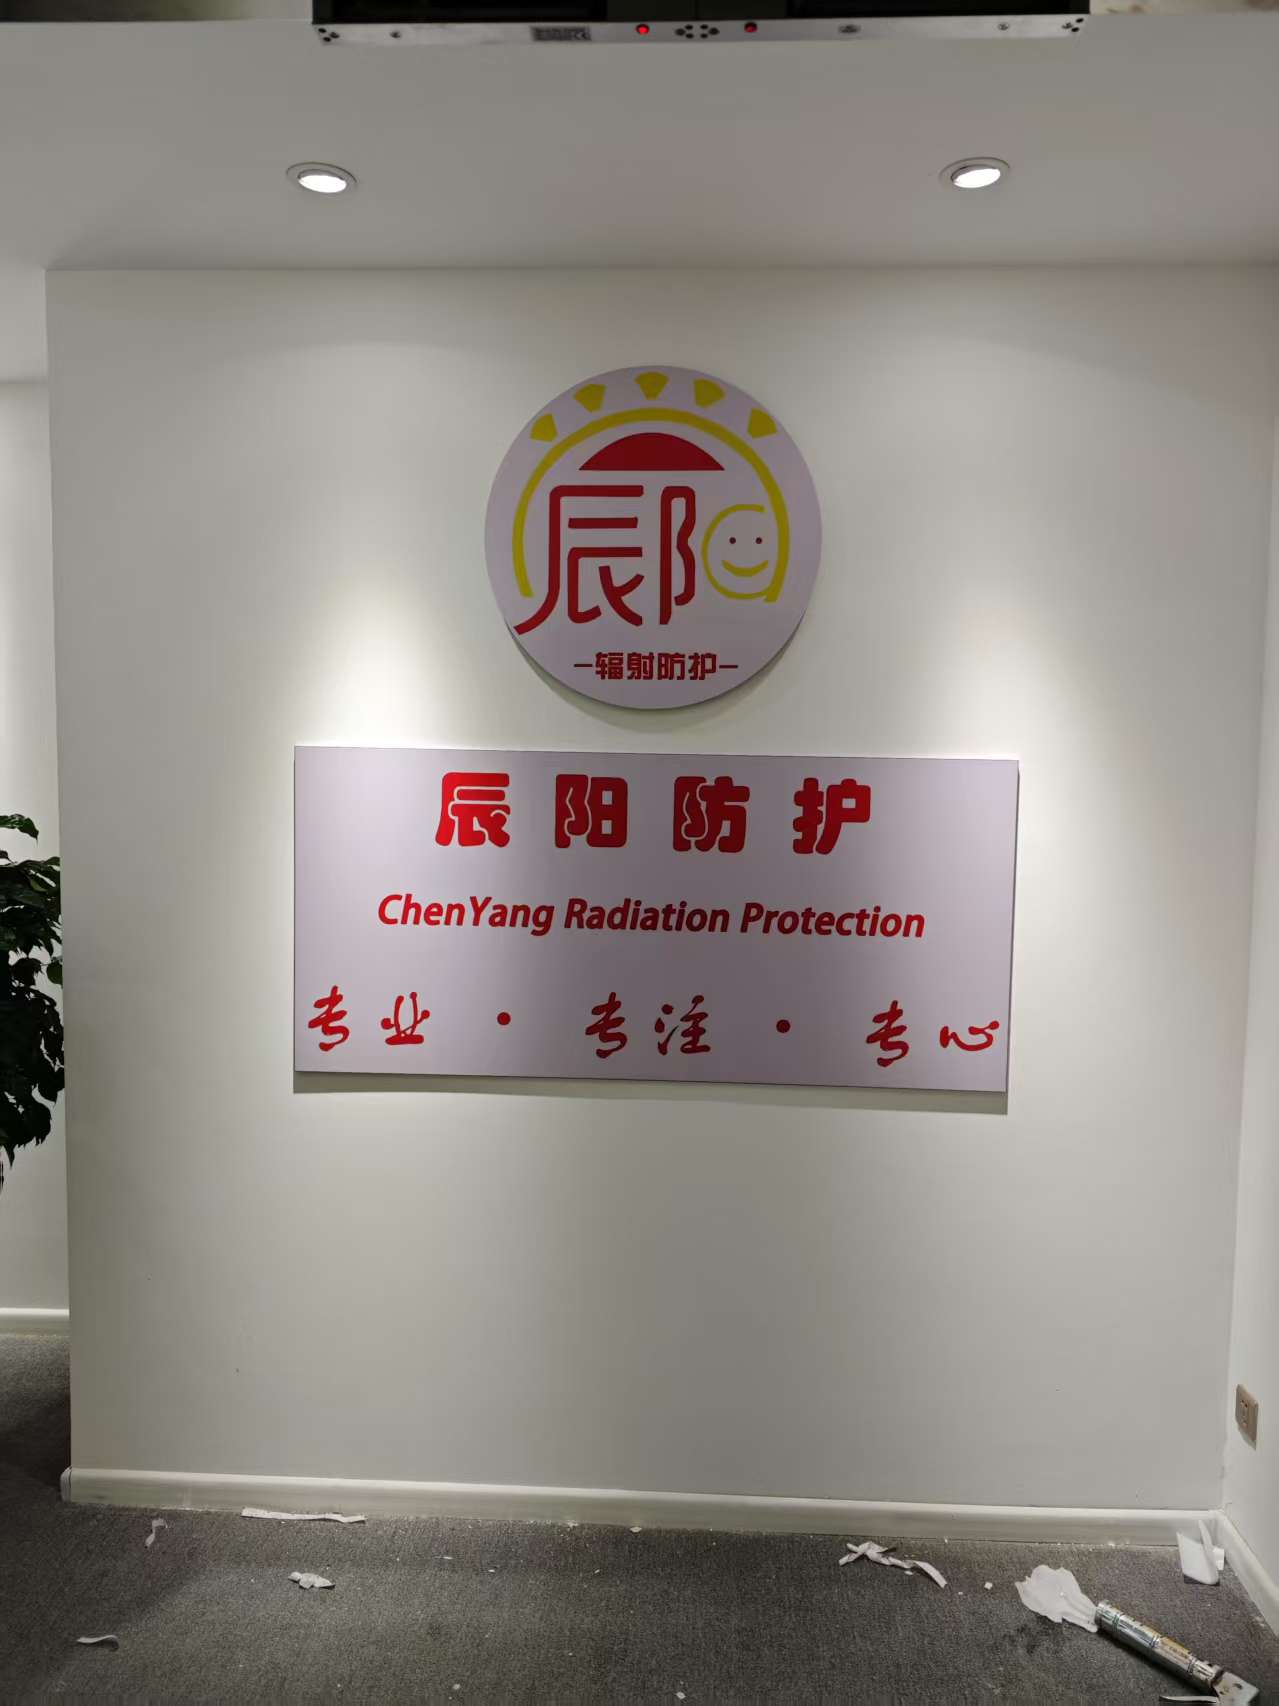 辰阳
—辐射防护—
辰阳防护
ChenYang Radiation Protection
专业·专注·专心